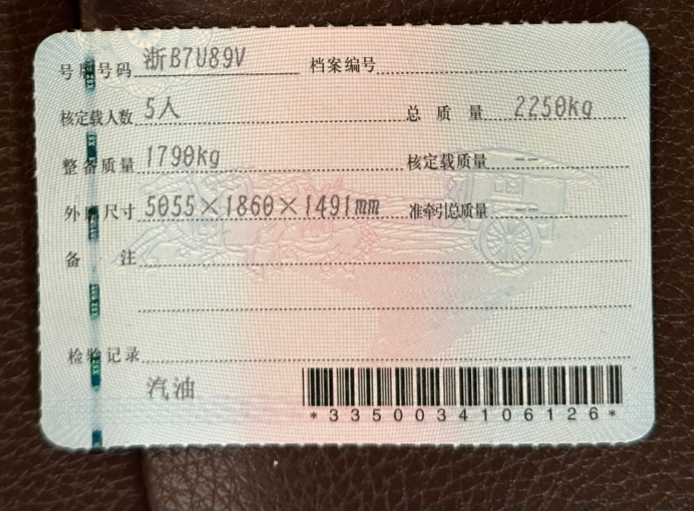 号牌号码 浙B7U89V 档案编号
核定载人数 5人 总质量 2250kg
整备质量 1790kg 核定载质量 --
外廓尺寸 5055×1860×1491mm 准牵引总质量 --
备注
检验记录
汽油
*3350034106126*